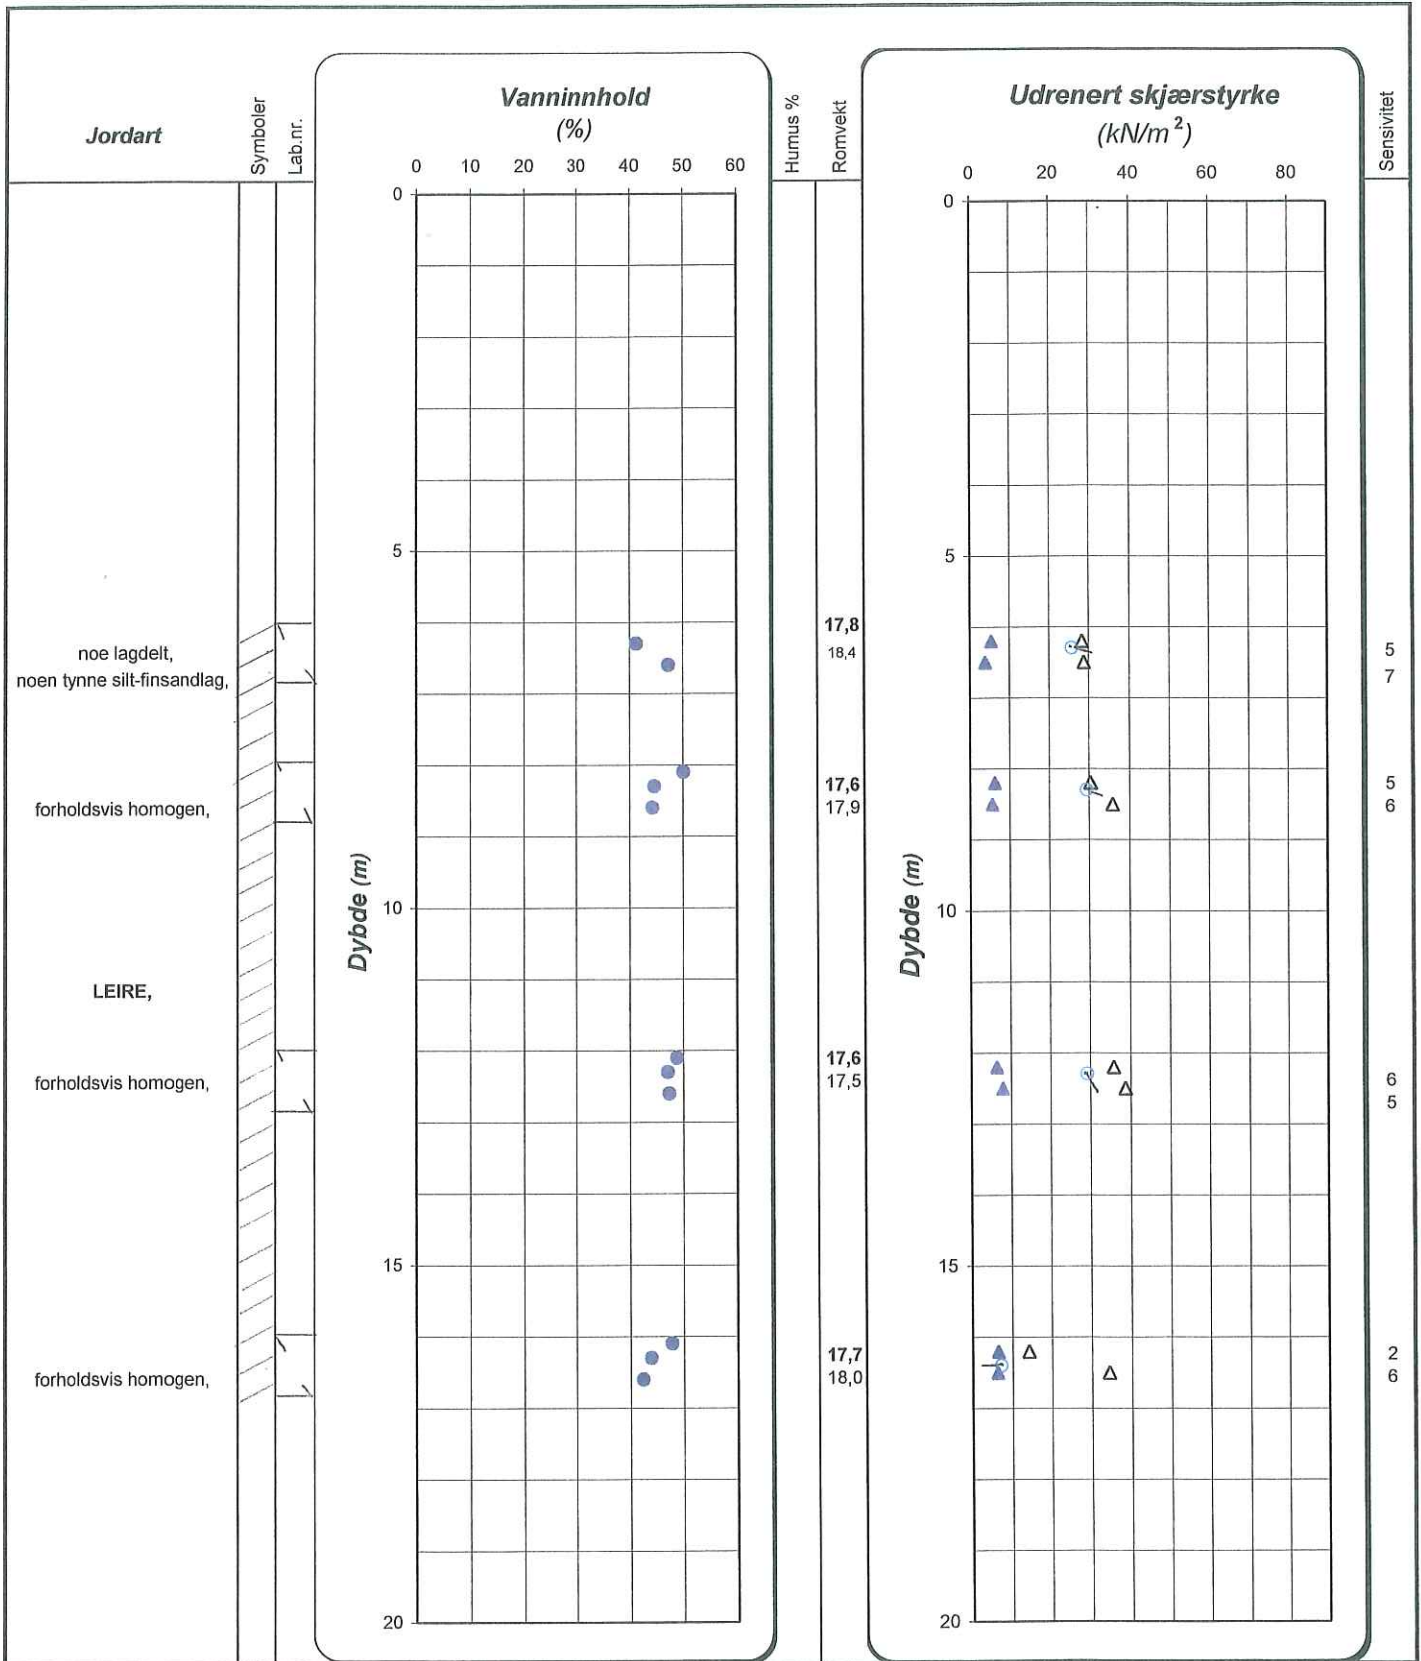 Jordart
Symboler
Lab.nr.
Vanninnhold
(%)
0 10 20 30 40 50 60
Humus %
Romvekt
Udrenert skjærstyrke
(kN/m²)
0 20 40 60 80
Sensivitet
0
5
10
15
20
Dybde (m)
0
5
10
15
20
Dybde (m)
noe lagdelt,
noen tynne silt-finsandlag,
17,8
18,4
5
7
forholdsvis homogen,
17,6
17,9
5
6
LEIRE,
forholdsvis homogen,
17,6
17,5
6
5
forholdsvis homogen,
17,7
18,0
2
6